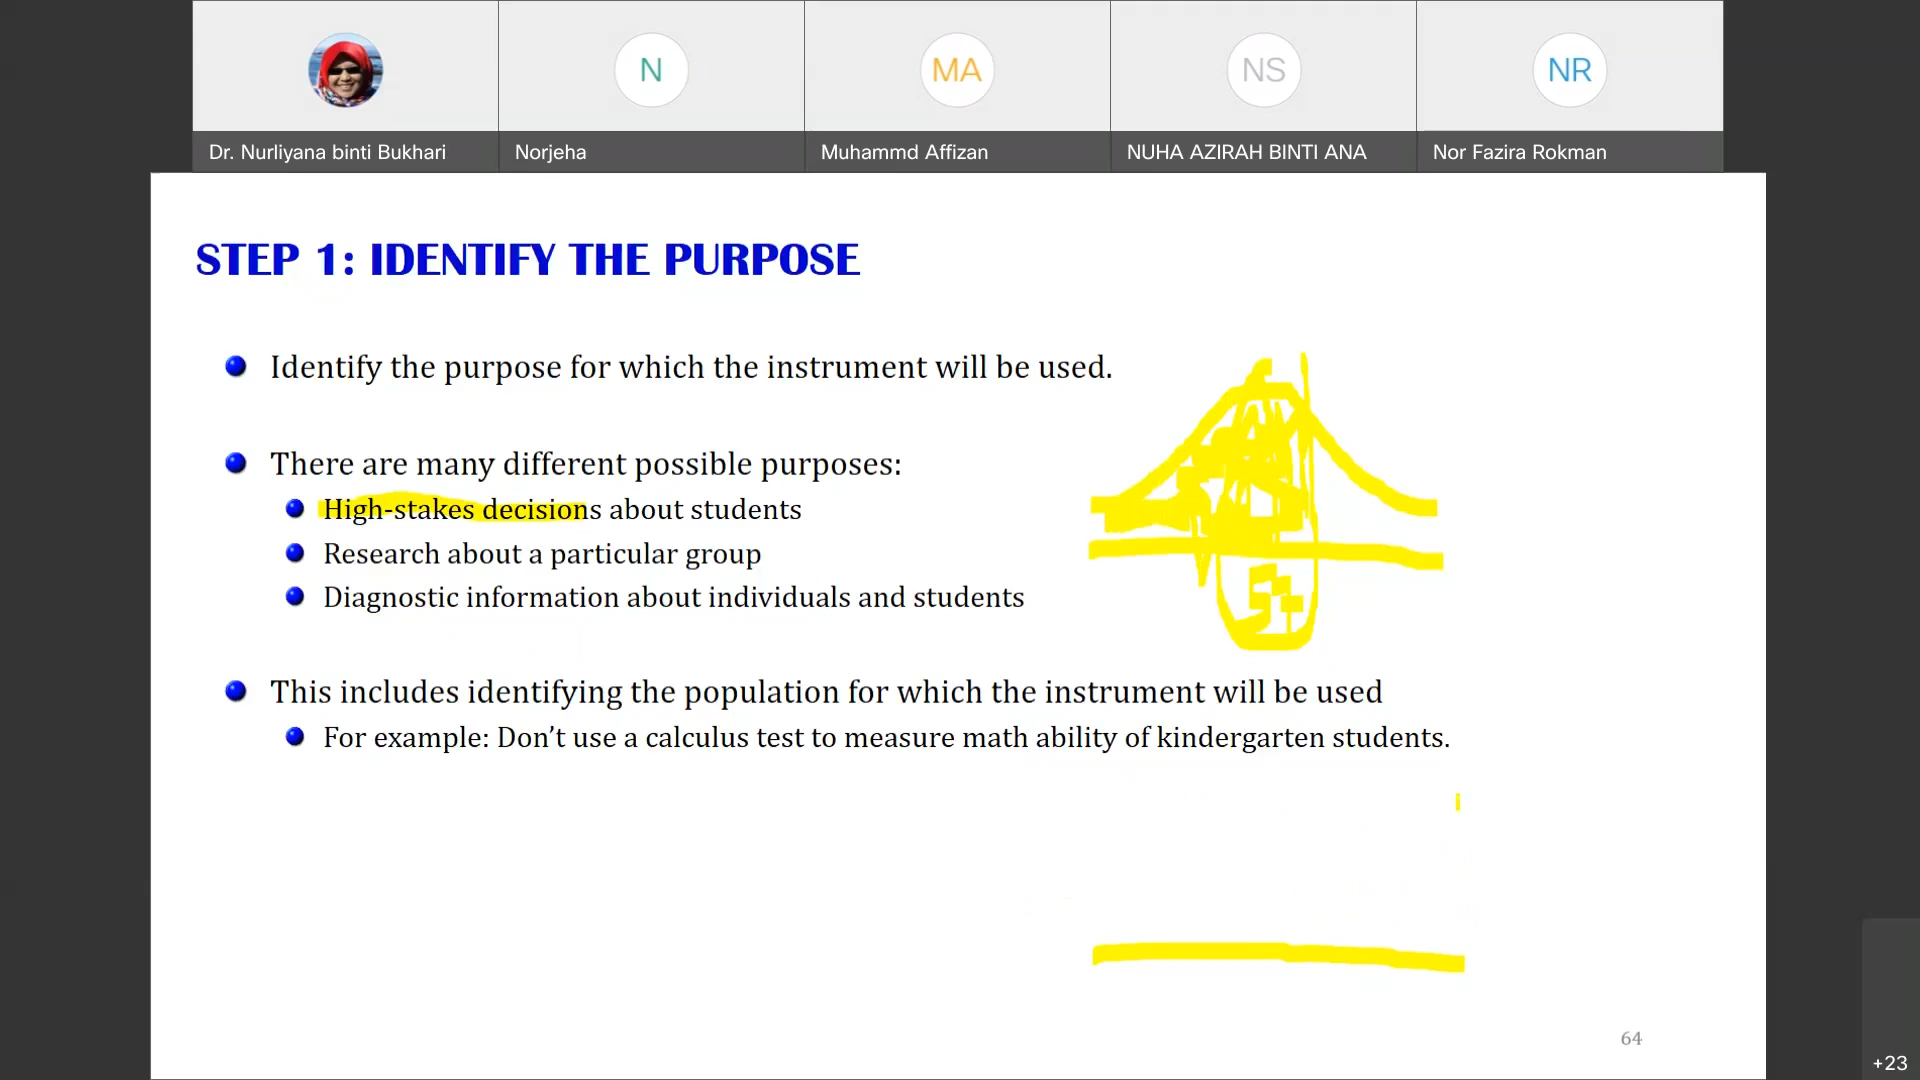 N
MA
NS
NR
Dr. Nurliyana binti Bukhari
Norjeha
Muhammd Affizan
NUHA AZIRAH BINTI ANA
Nor Fazira Rokman
STEP 1: IDENTIFY THE PURPOSE
Identify the purpose for which the instrument will be used.
There are many different possible purposes:
High-stakes decisions about students
Research about a particular group
Diagnostic information about individuals and students
This includes identifying the population for which the instrument will be used
For example: Don’t use a calculus test to measure math ability of kindergarten students.
64
+23